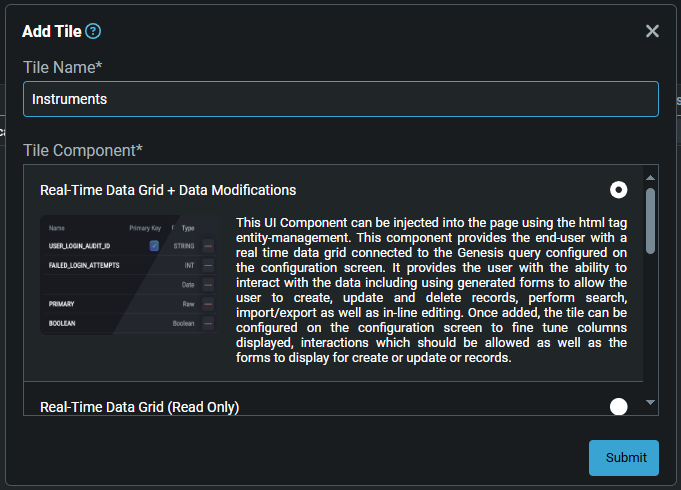 Add Tile ?
Tile Name*
Instruments
Tile Component*
Real-Time Data Grid + Data Modifications
Name Primary Key Type
USER_LOGIN_AUDIT_ID STRING
FAILED_LOGIN_ATTEMPTS INT
Date
PRIMARY Raw
BOOLEAN Boolean
This UI Component can be injected into the page using the html tag
entity-management. This component provides the end-user with a
real time data grid connected to the Genesis query configured on
the configuration screen. It provides the user with the ability to
interact with the data including using generated forms to allow the
user to create, update and delete records, perform search,
import/export as well as in-line editing. Once added, the tile can be
configured on the configuration screen to fine tune columns
displayed, interactions which should be allowed as well as the
forms to display for create or update or records.
Real-Time Data Grid (Read Only)
Submit